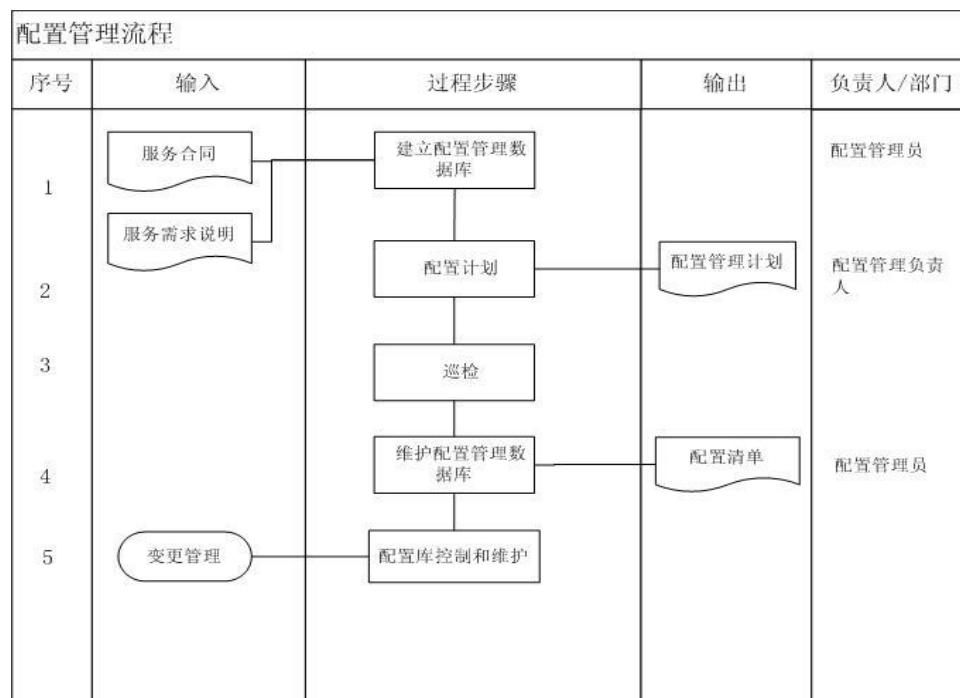 配置管理流程
序号 输入 过程步骤 输出 负责人/部门
服务合同
建立配置管理数
据库
配置管理员
1
服务需求说明
配置计划
配置管理计划
配置管理负责
人
2
3
巡检
维护配置管理数
据库
配置清单
配置管理员
4
5
变更管理
配置库控制和维护